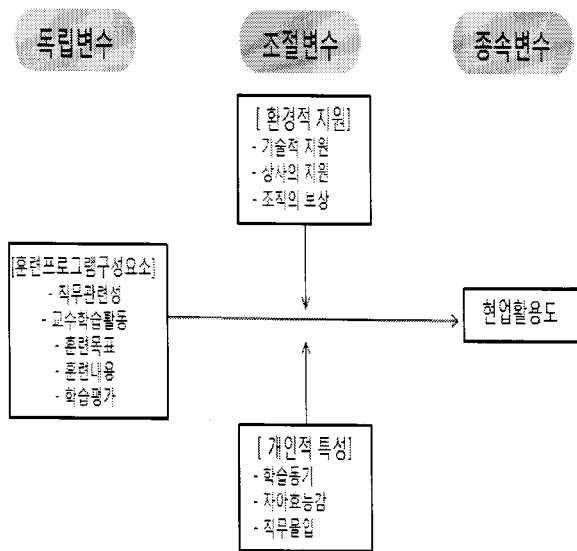 독립변수
조절변수
종속변수
[ 환경적 지원]
- 기술적 지원
- 상사의 지원
- 조직의 보상
[훈련프로그램구성요소]
- 직무관련성
- 교수학습활동
- 훈련목표
- 훈련내용
- 학습평가
현업활용도
[ 개인적 특성]
- 학습동기
- 자아효능감
- 직무몰입